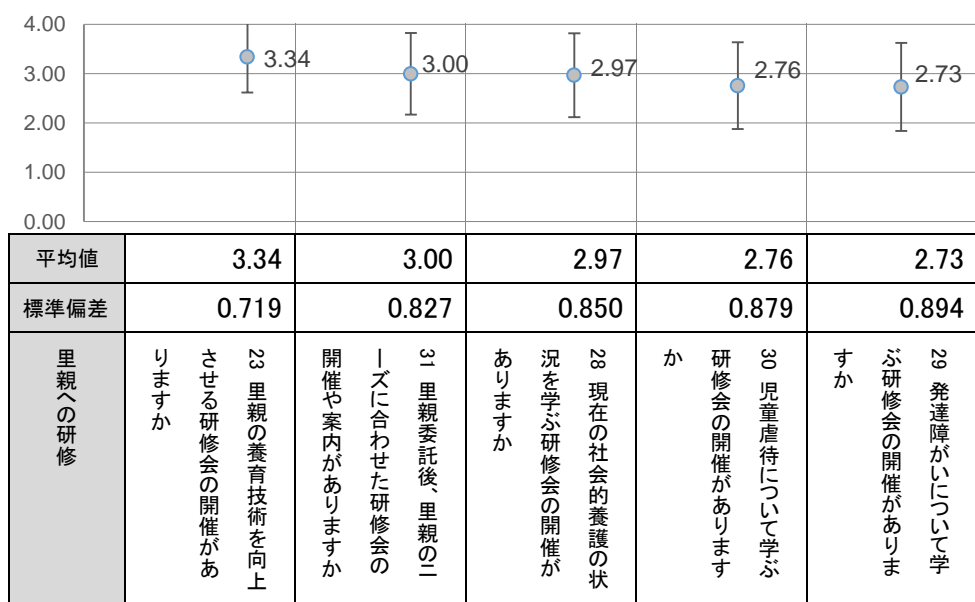 4.00
3.00
2.00
1.00
0.00
3.34
3.00
2.97
2.76
2.73
平均値 3.34 3.00 2.97 2.76 2.73
標準偏差 0.719 0.827 0.850 0.879 0.894
里親への研修
23 里親の養育技術を向上
させる研修会の開催があ
りますか
31 里親委託後、里親のニ
ーズに合わせた研修会の
開催や案内がありますか
28 現在の社会的養護の状
況を学ぶ研修会の開催が
ありますか
30 児童虐待について学ぶ
研修会の開催があります
か
29 発達障がいについて学
ぶ研修会の開催がありま
すか